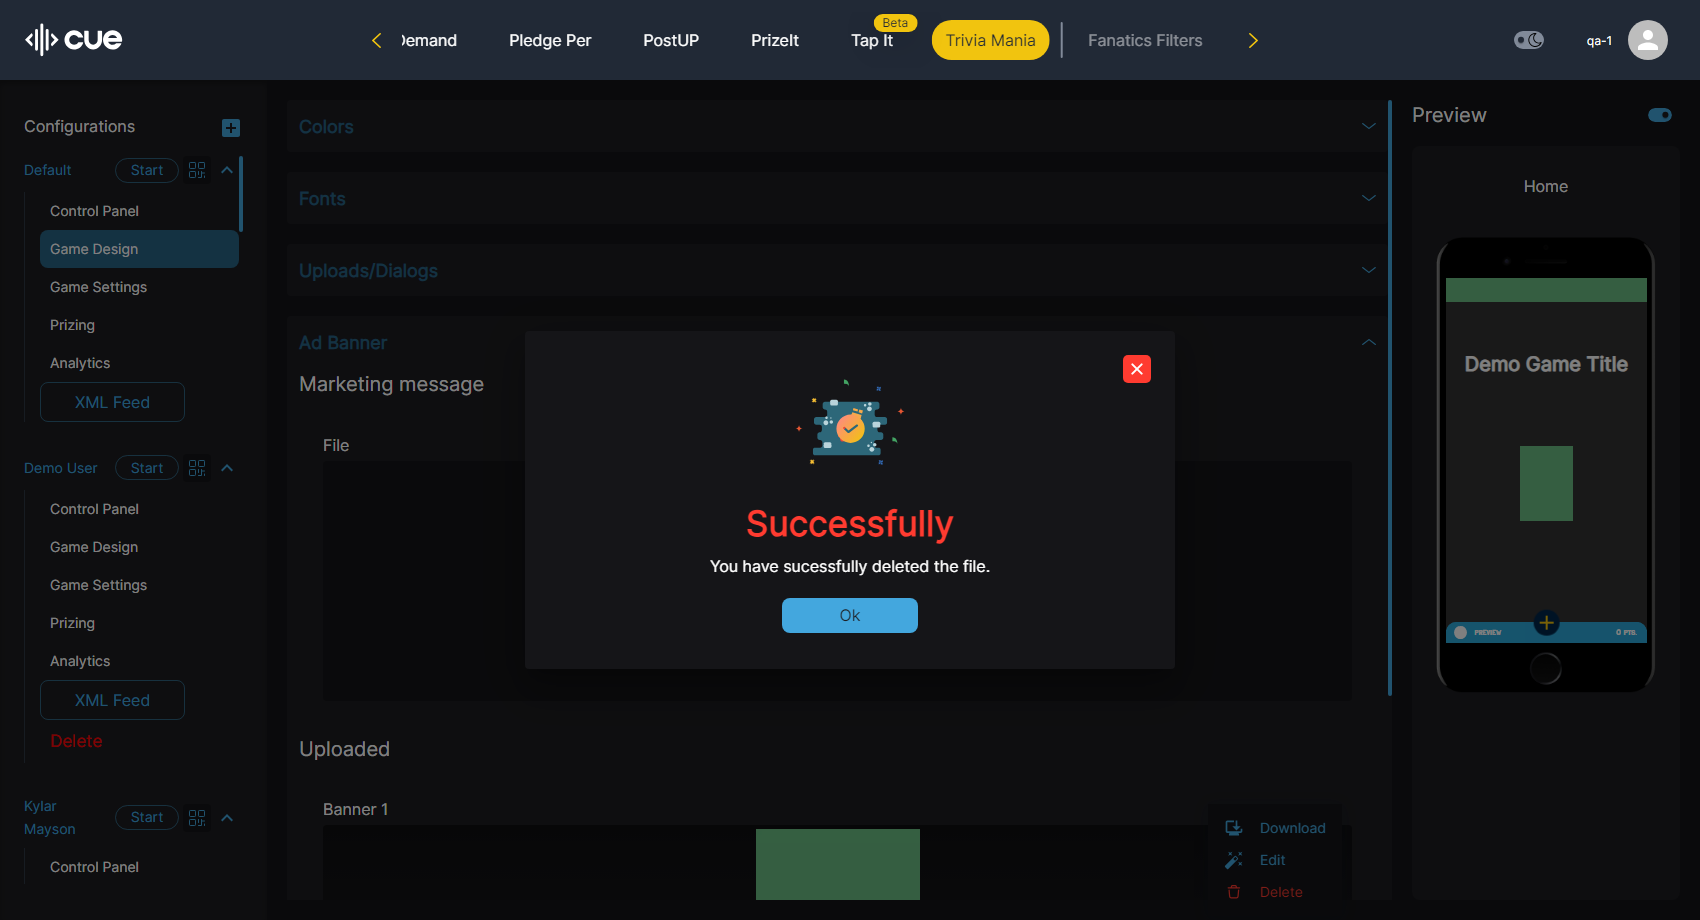 cue
Demand
Pledge Per
PostUP
PrizeIt
Tap It
Beta
Trivia Mania
Fanatics Filters
qa-1
Configurations
Default
Start
Control Panel
Game Design
Game Settings
Prizing
Analytics
XML Feed
Demo User
Start
Control Panel
Game Design
Game Settings
Prizing
Analytics
XML Feed
Delete
Kylar
Mayson
Start
Control Panel
Colors
Fonts
Uploads/Dialogs
Ad Banner
Marketing message
File
Successfully
You have sucessfully deleted the file.
Ok
Uploaded
Banner 1
Download
Edit
Delete
Preview
Home
Demo Game Title
PREVIEW
0 PTS.